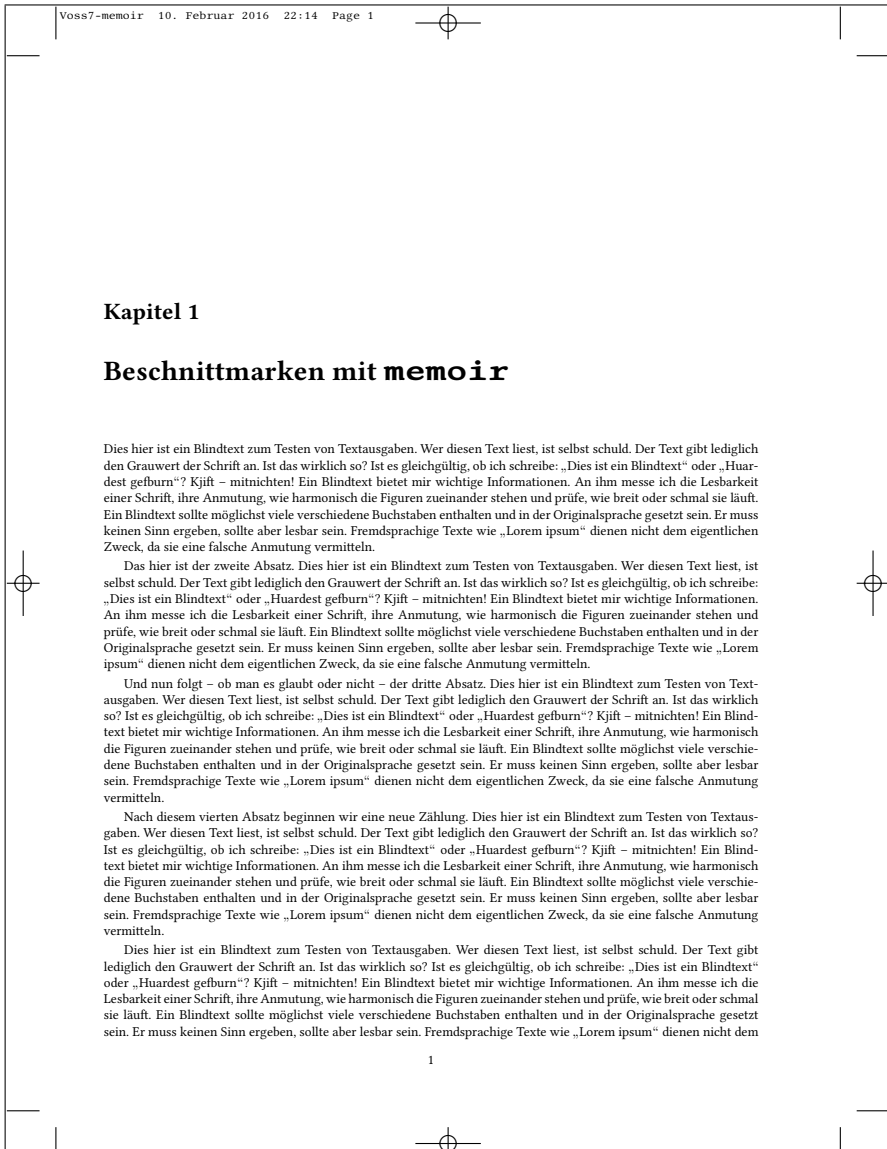 Voss7-memoir 10. Februar 2016 22:14 Page 1
Kapitel 1
Beschnittmarken mit memoir
Dies hier ist ein Blindtext zum Testen von Textausgaben. Wer diesen Text liest, ist selbst schuld. Der Text gibt lediglich
den Grauwert der Schrift an. Ist das wirklich so? Ist es gleichgültig, ob ich schreibe: „Dies ist ein Blindtext“ oder „Huar-
dest gefburn“? Kjift – mitnichten! Ein Blindtext bietet mir wichtige Informationen. An ihm messe ich die Lesbarkeit
einer Schrift, ihre Anmutung, wie harmonisch die Figuren zueinander stehen und prüfe, wie breit oder schmal sie läuft.
Ein Blindtext sollte möglichst viele verschiedene Buchstaben enthalten und in der Originalsprache gesetzt sein. Er muss
keinen Sinn ergeben, sollte aber lesbar sein. Fremdsprachige Texte wie „Lorem ipsum“ dienen nicht dem eigentlichen
Zweck, da sie eine falsche Anmutung vermitteln.
Das hier ist der zweite Absatz. Dies hier ist ein Blindtext zum Testen von Textausgaben. Wer diesen Text liest, ist
selbst schuld. Der Text gibt lediglich den Grauwert der Schrift an. Ist das wirklich so? Ist es gleichgültig, ob ich schreibe:
„Dies ist ein Blindtext“ oder „Huardest gefburn“? Kjift – mitnichten! Ein Blindtext bietet mir wichtige Informationen.
An ihm messe ich die Lesbarkeit einer Schrift, ihre Anmutung, wie harmonisch die Figuren zueinander stehen und
prüfe, wie breit oder schmal sie läuft. Ein Blindtext sollte möglichst viele verschiedene Buchstaben enthalten und in der
Originalsprache gesetzt sein. Er muss keinen Sinn ergeben, sollte aber lesbar sein. Fremdsprachige Texte wie „Lorem
ipsum“ dienen nicht dem eigentlichen Zweck, da sie eine falsche Anmutung vermitteln.
Und nun folgt – ob man es glaubt oder nicht – der dritte Absatz. Dies hier ist ein Blindtext zum Testen von Text-
ausgaben. Wer diesen Text liest, ist selbst schuld. Der Text gibt lediglich den Grauwert der Schrift an. Ist das wirklich
so? Ist es gleichgültig, ob ich schreibe: „Dies ist ein Blindtext“ oder „Huardest gefburn“? Kjift – mitnichten! Ein Blind-
text bietet mir wichtige Informationen. An ihm messe ich die Lesbarkeit einer Schrift, ihre Anmutung, wie harmonisch
die Figuren zueinander stehen und prüfe, wie breit oder schmal sie läuft. Ein Blindtext sollte möglichst viele verschie-
dene Buchstaben enthalten und in der Originalsprache gesetzt sein. Er muss keinen Sinn ergeben, sollte aber lesbar
sein. Fremdsprachige Texte wie „Lorem ipsum“ dienen nicht dem eigentlichen Zweck, da sie eine falsche Anmutung
vermitteln.
Nach diesem vierten Absatz beginnen wir eine neue Zählung. Dies hier ist ein Blindtext zum Testen von Textaus-
gaben. Wer diesen Text liest, ist selbst schuld. Der Text gibt lediglich den Grauwert der Schrift an. Ist das wirklich so?
Ist es gleichgültig, ob ich schreibe: „Dies ist ein Blindtext“ oder „Huardest gefburn“? Kjift – mitnichten! Ein Blind-
text bietet mir wichtige Informationen. An ihm messe ich die Lesbarkeit einer Schrift, ihre Anmutung, wie harmonisch
die Figuren zueinander stehen und prüfe, wie breit oder schmal sie läuft. Ein Blindtext sollte möglichst viele verschie-
dene Buchstaben enthalten und in der Originalsprache gesetzt sein. Er muss keinen Sinn ergeben, sollte aber lesbar
sein. Fremdsprachige Texte wie „Lorem ipsum“ dienen nicht dem eigentlichen Zweck, da sie eine falsche Anmutung
vermitteln.
Dies hier ist ein Blindtext zum Testen von Textausgaben. Wer diesen Text liest, ist selbst schuld. Der Text gibt
lediglich den Grauwert der Schrift an. Ist das wirklich so? Ist es gleichgültig, ob ich schreibe: „Dies ist ein Blindtext“
oder „Huardest gefburn“? Kjift – mitnichten! Ein Blindtext bietet mir wichtige Informationen. An ihm messe ich die
Lesbarkeit einer Schrift, ihre Anmutung, wie harmonisch die Figuren zueinander stehen und prüfe, wie breit oder schmal
sie läuft. Ein Blindtext sollte möglichst viele verschiedene Buchstaben enthalten und in der Originalsprache gesetzt
sein. Er muss keinen Sinn ergeben, sollte aber lesbar sein. Fremdsprachige Texte wie „Lorem ipsum“ dienen nicht dem
1